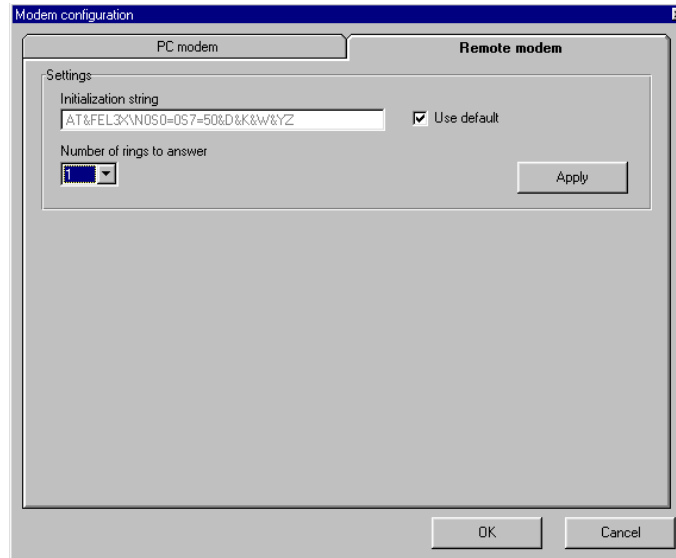 Modem configuration
PC modem
Remote modem
Settings
Initialization string
AT&FEL3X\N0S0=0S7=50&D&K&W&YZ
Use default
Number of rings to answer
1
Apply
OK
Cancel